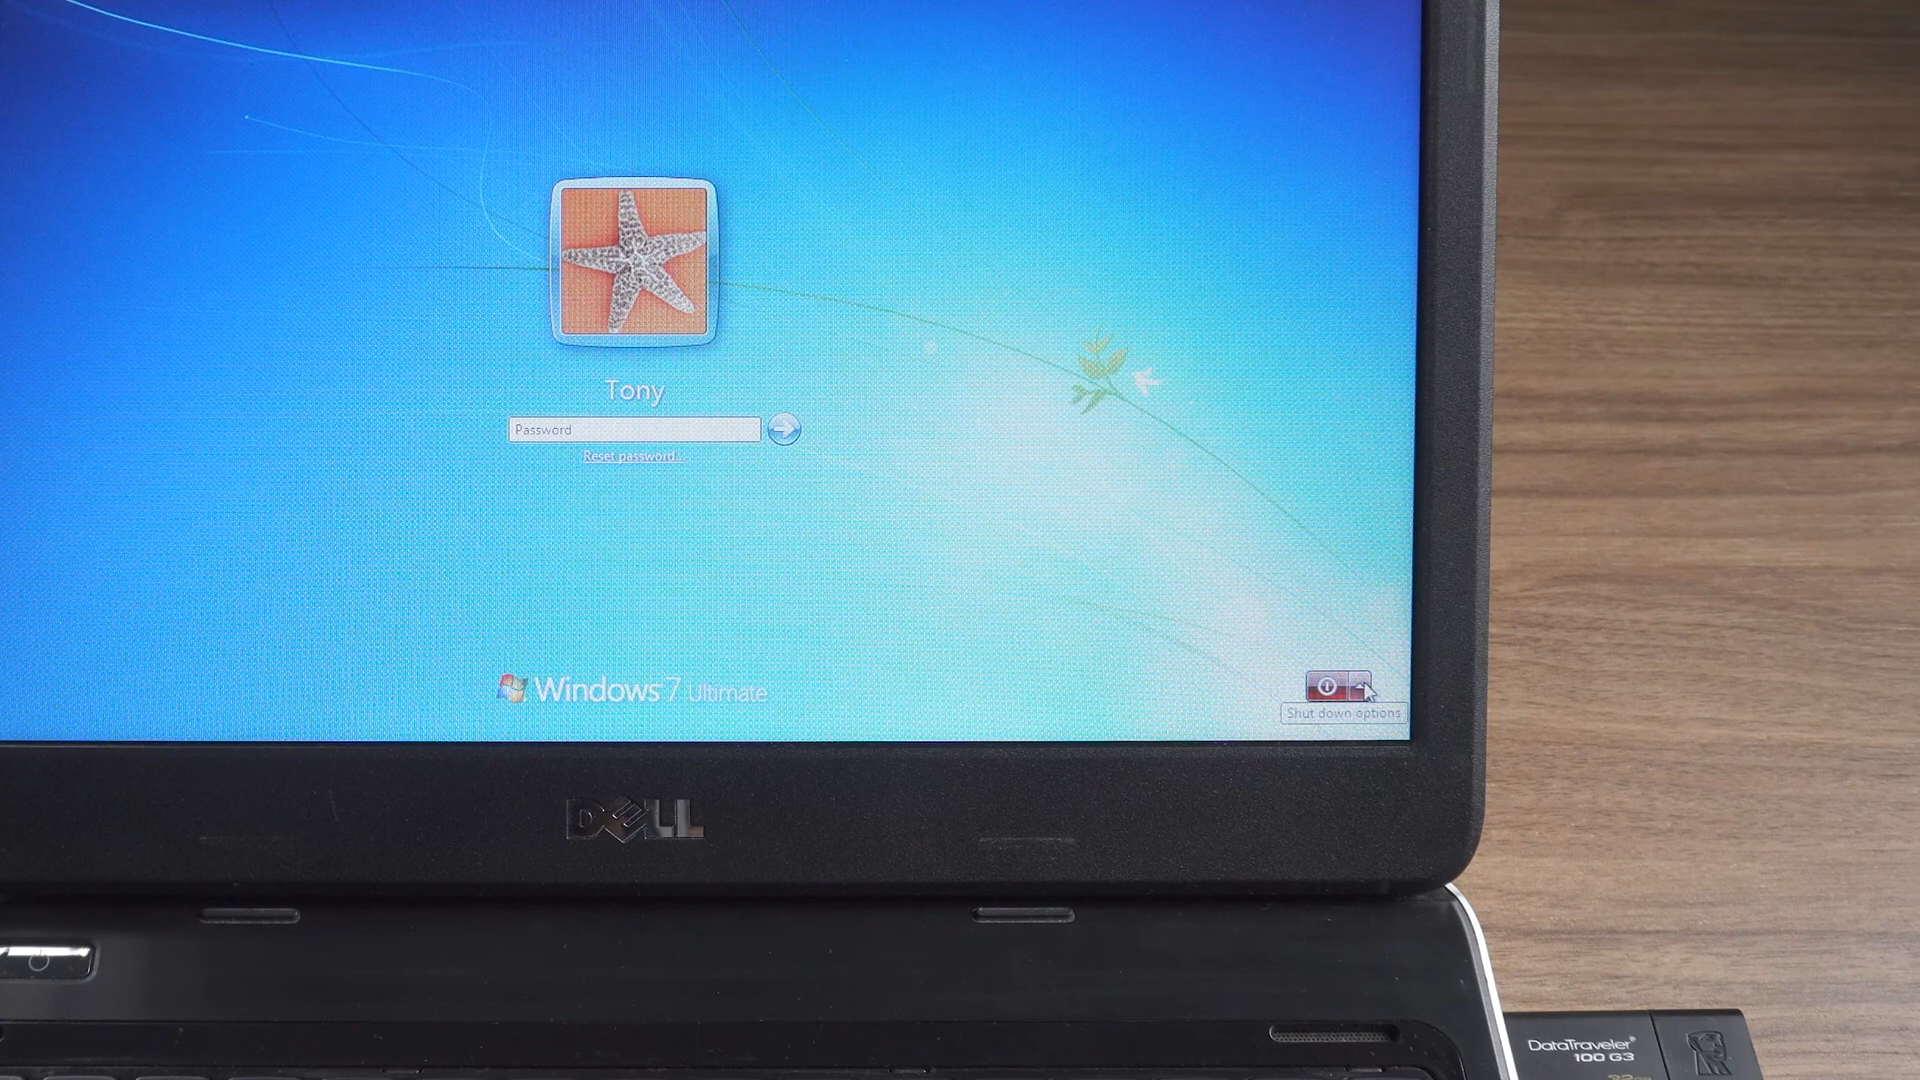 Tony
Password
Reset password...
Windows 7 Ultimate
Shut down options
DELL
DataTraveler
100 G3